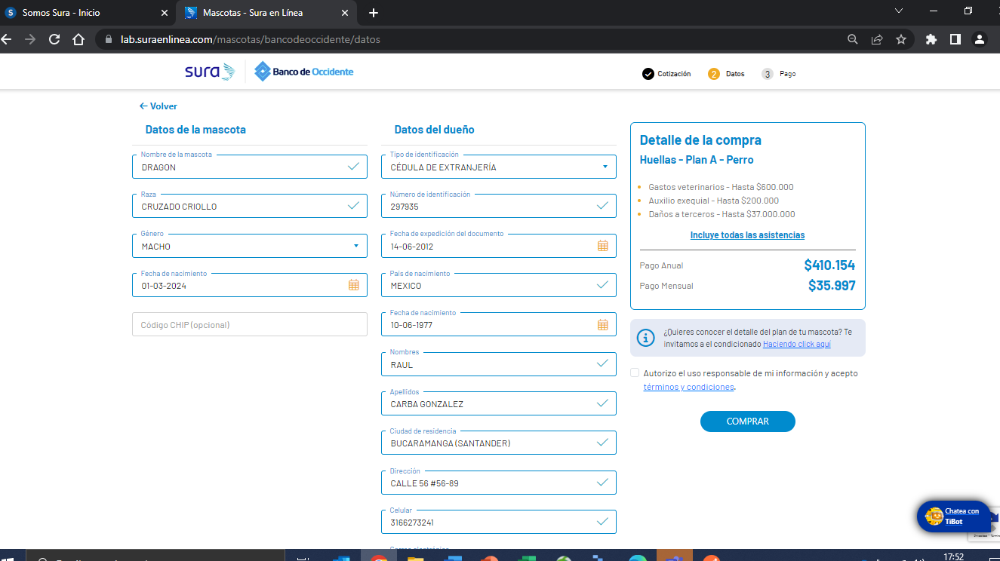 Somos Sura - Inicio
Mascotas - Sura en Línea
lab.suraenlinea.com/mascotas/bancodeoccidente/datos
sura
Banco de Occidente
Cotización
2 Datos
3 Pago
Volver
Datos de la mascota
Nombre de la mascota
DRAGON
Raza
CRUZADO CRIOLLO
Género
MACHO
Fecha de nacimiento
01-03-2024
Código CHIP (opcional)
Datos del dueño
Tipo de identificación
CÉDULA DE EXTRANJERÍA
Número de identificación
297935
Fecha de expedición del documento
14-06-2012
País de nacimiento
MEXICO
Fecha de nacimiento
10-06-1977
Nombres
RAUL
Apellidos
CARBA GONZALEZ
Ciudad de residencia
BUCARAMANGA (SANTANDER)
Dirección
CALLE 56 #56-89
Celular
3166273241
Detalle de la compra
Huellas - Plan A - Perro
Gastos veterinarios - Hasta $600.000
Auxilio exequial - Hasta $200.000
Daños a terceros - Hasta $37.000.000
Incluye todas las asistencias
Pago Anual $410.154
Pago Mensual $35.997
¿Quieres conocer el detalle del plan de tu mascota? Te
invitamos a el condicionado Haciendo click aquí
Autorizo el uso responsable de mi información y acepto
términos y condiciones.
COMPRAR
Chatea con
TiBot
17:52